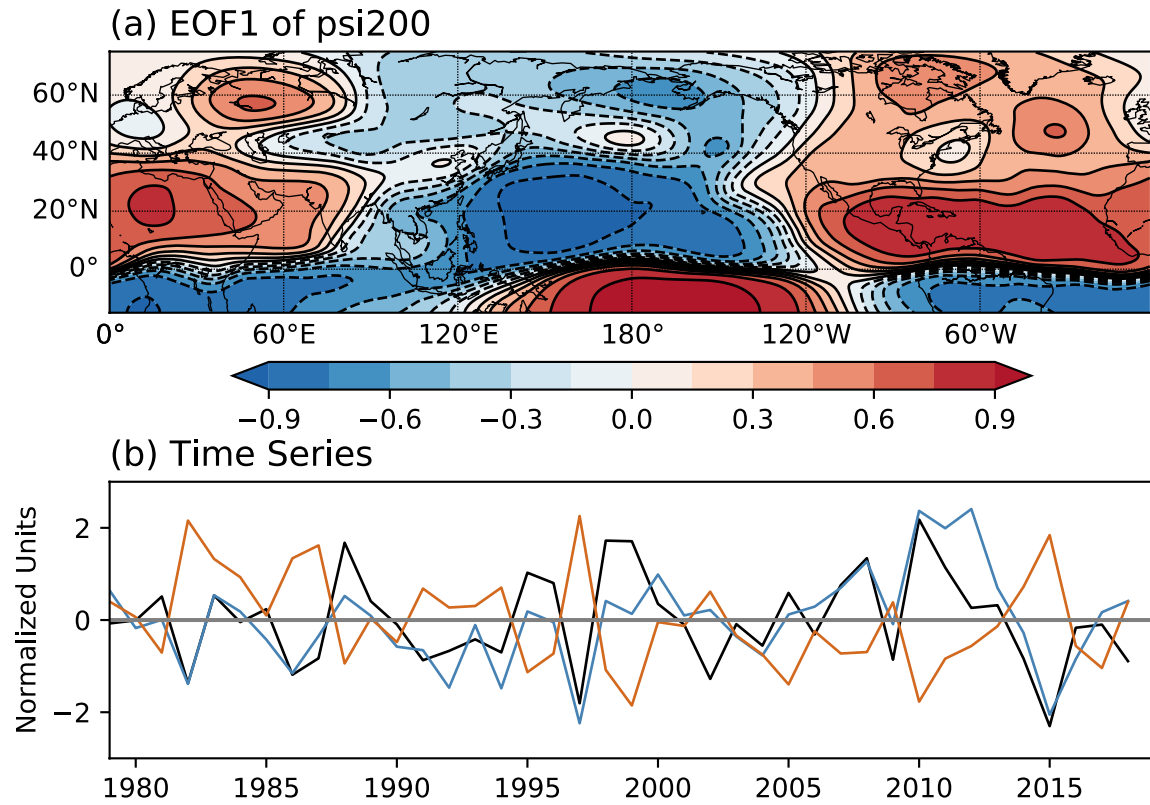 (a) EOF1 of psi200
60°N
40°N
20°N
0°
0° 60°E 120°E 180° 120°W 60°W
−0.9 −0.6 −0.3 0.0 0.3 0.6 0.9
(b) Time Series
Normalized Units
2
0
−2
1980 1985 1990 1995 2000 2005 2010 2015